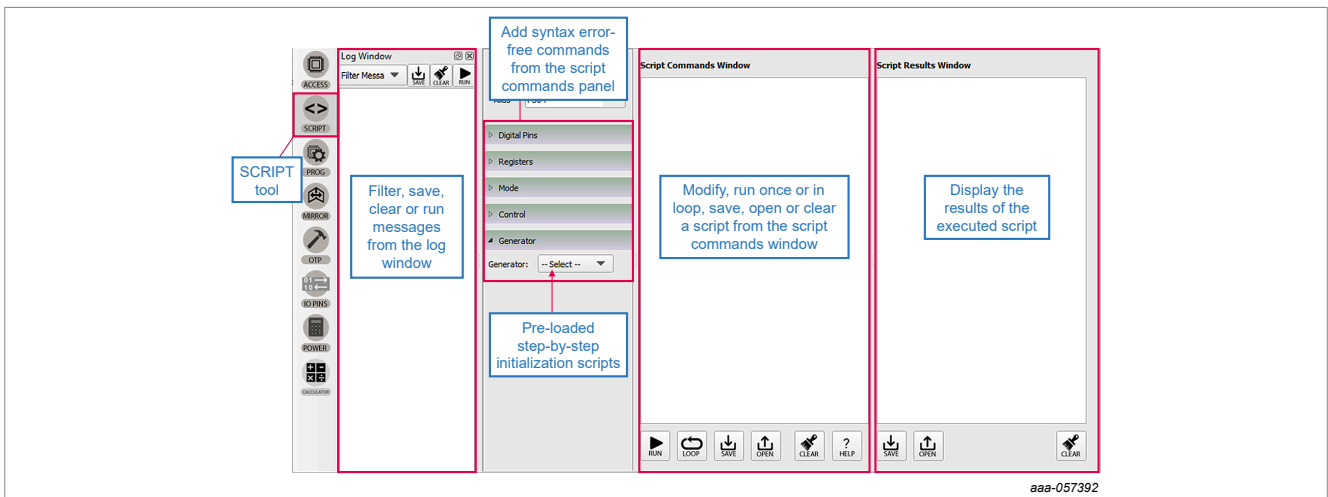 Add syntax error-
free commands
from the script
commands panel
Log Window
Filter Messa
SAVE
CLEAR
RUN
Script Commands Window
Script Results Window
ACCESS
SCRIPT
PROG
MIRROR
OTP
IO PINS
POWER
CALCULATOR
SCRIPT
tool
Filter, save,
clear or run
messages
from the log
window
Digital Pins
Registers
Mode
Control
Generator
Generator:
-- Select --
Pre-loaded
step-by-step
initialization scripts
Modify, run once or in
loop, save, open or clear
a script from the script
commands window
Display the
results of the
executed script
RUN
LOOP
SAVE
OPEN
CLEAR
?
HELP
SAVE
OPEN
CLEAR
aaa-057392